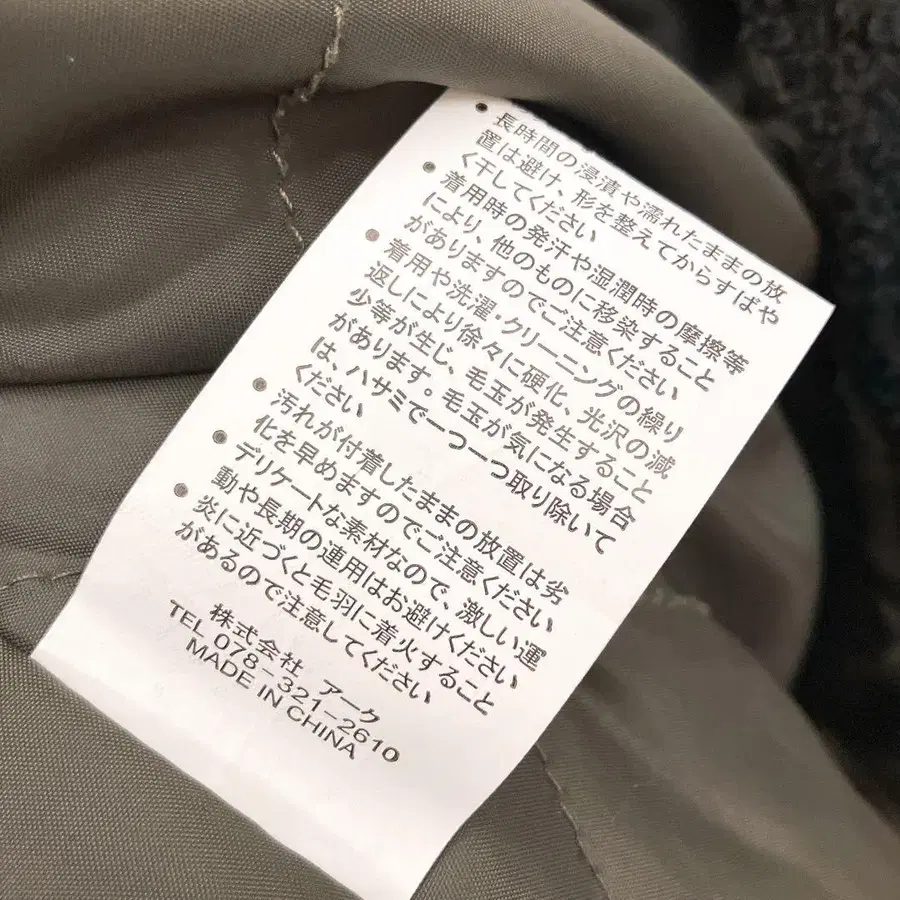 • 長時間の浸漬や濡れたままの放
置は避け、形を整えてからすばや
く干してください
• 着用時の発汗や湿潤時の摩擦等
により、他のものに移染すること
がありますのでご注意ください
• 着用や洗濯・クリーニングの繰り
返しにより徐々に硬化、光沢の減
少等が生じ、毛玉が発生すること
があります。毛玉が気になる場合
は、ハサミで一つ一つ取り除いて
ください
• 汚れが付着したままの放置は劣
化を早めますのでご注意ください
• デリケートな素材なので、激しい運
動や長期の連用はお避けください
• 炎に近づくと毛羽に着火すること
があるので注意してください
株式会社 アーク
TEL 078-321-2610
MADE IN CHINA